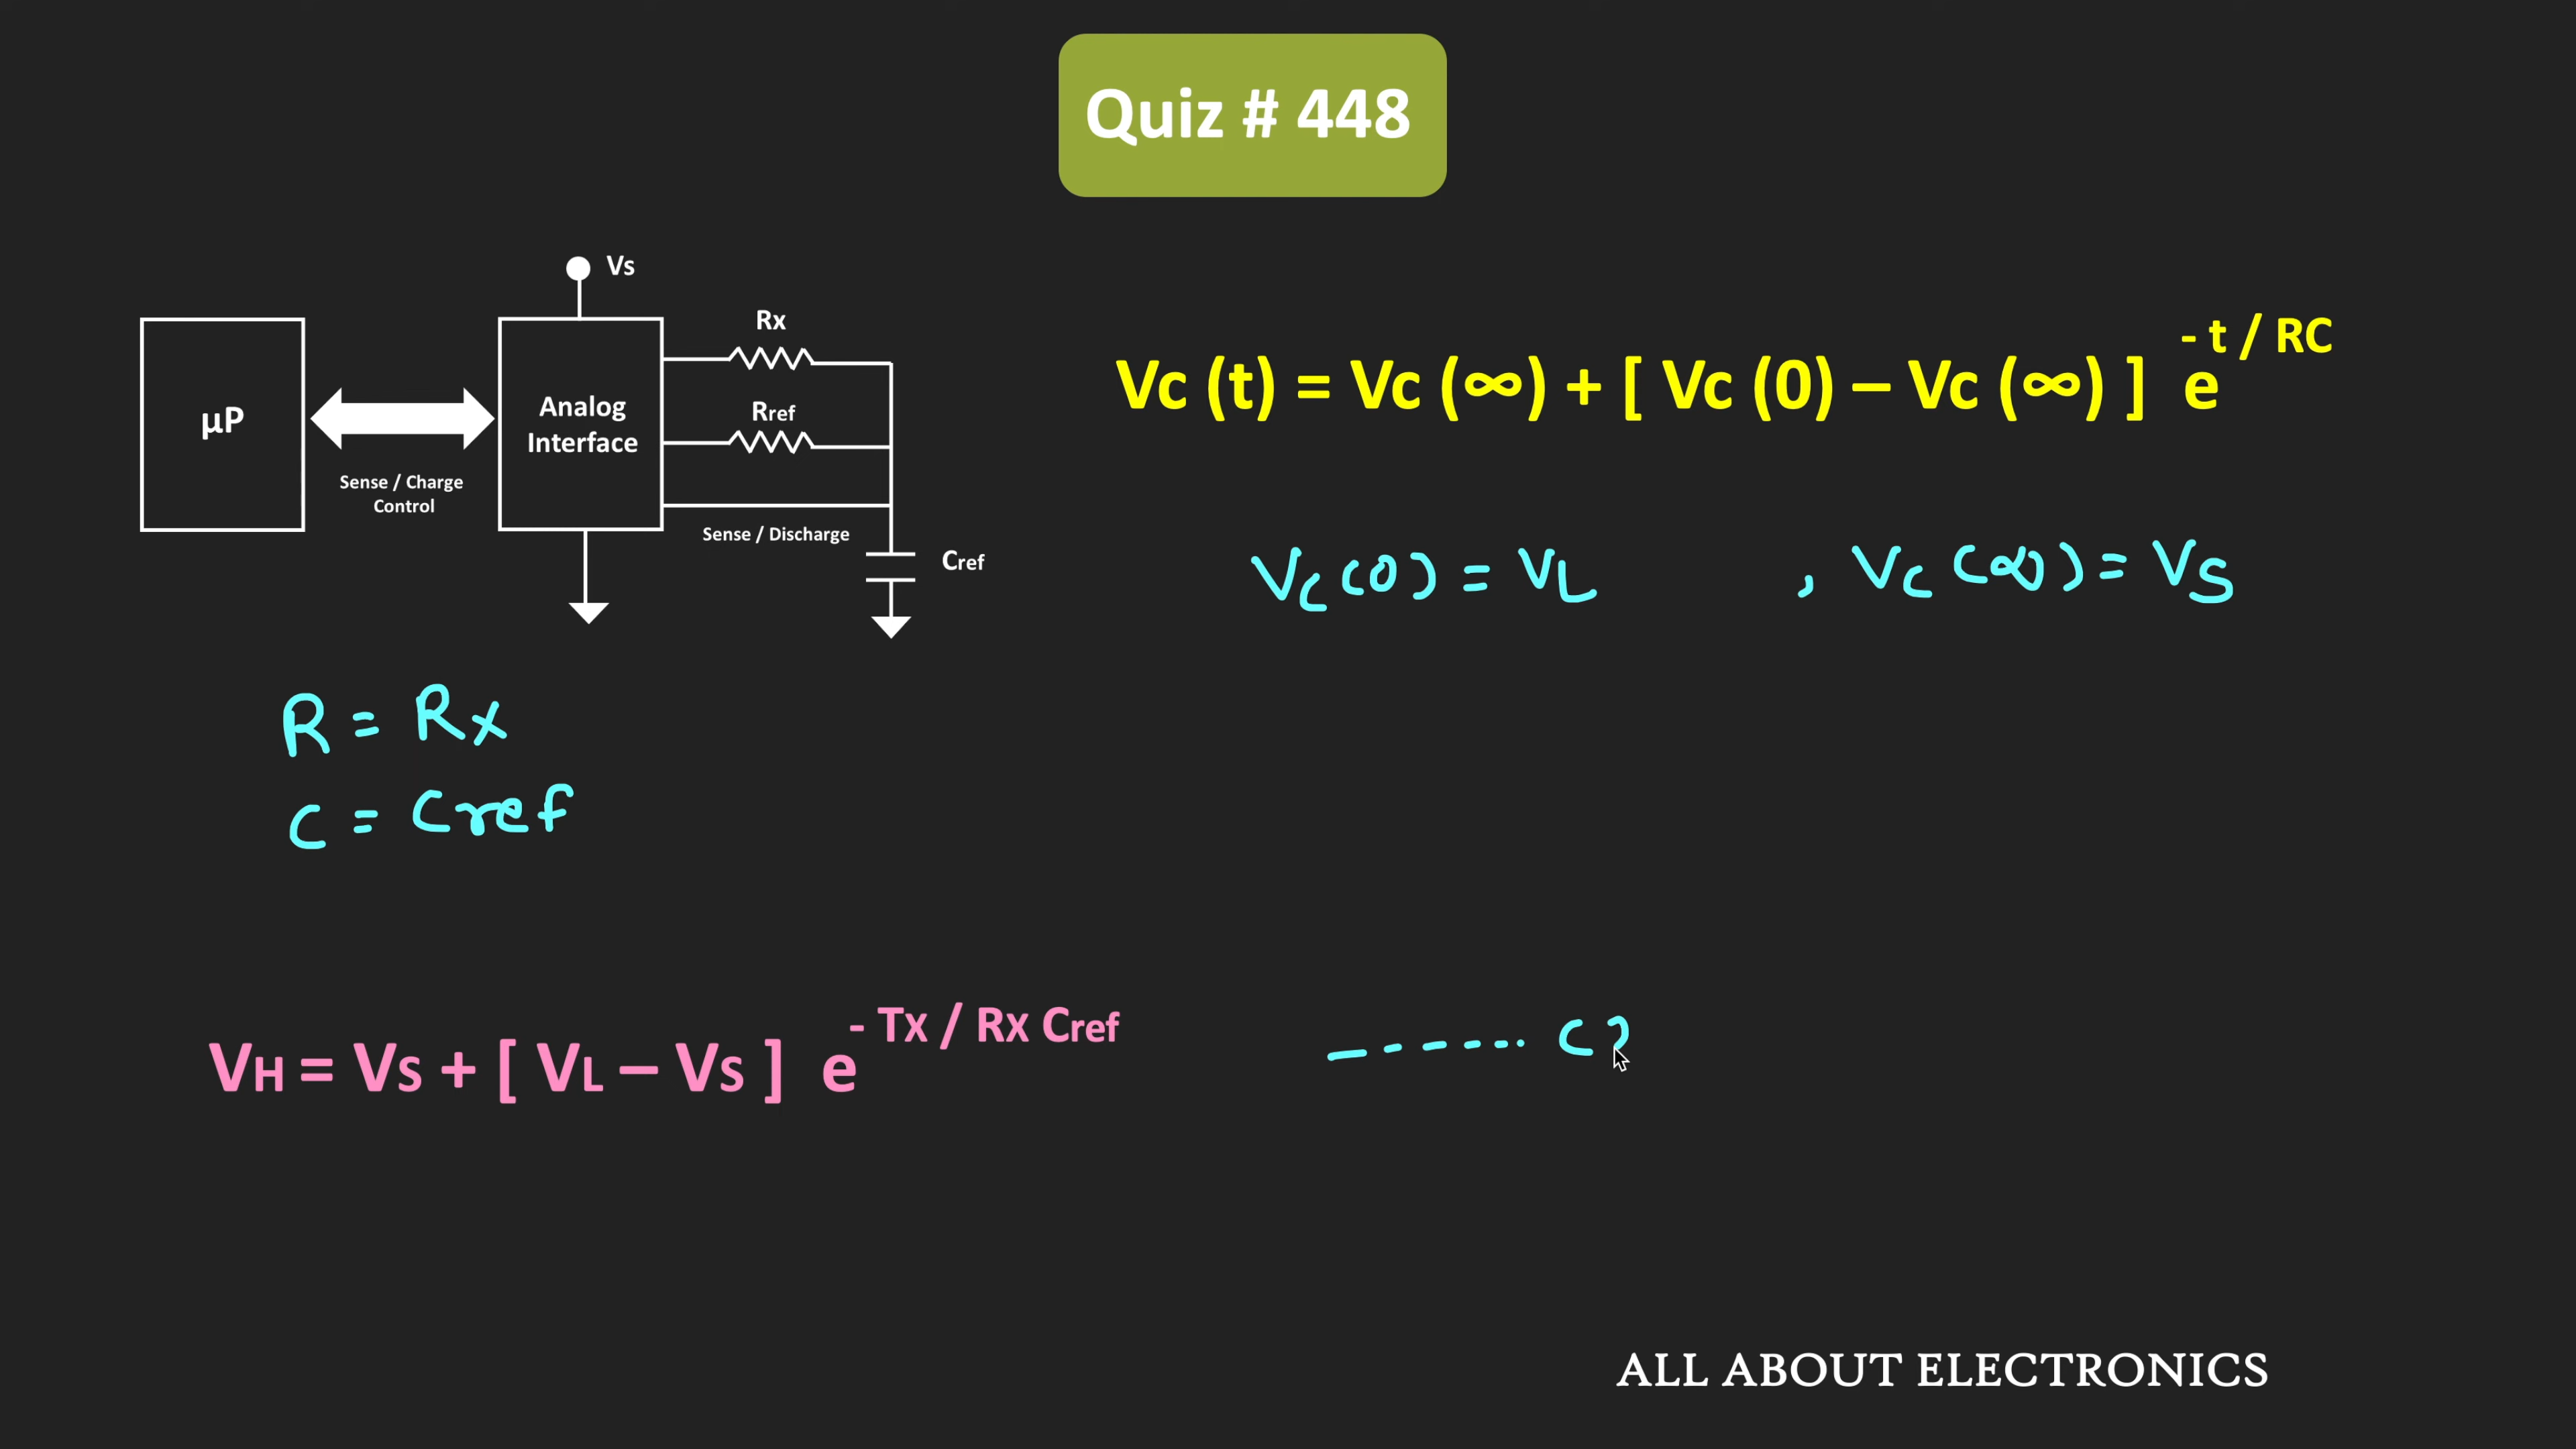 Quiz # 448
Vs
Rx
Rref
μP
Analog
Interface
Sense / Charge
Control
Sense / Discharge
Cref
Vc (t) = Vc (∞) + [ Vc (0) – Vc (∞) ] e - t / RC
Vc(0) = VL , Vc(∞) = VS
R = Rx
C = Cref
VH = VS + [ VL – VS ] e - Tx / Rx Cref
------- (2
ALL ABOUT ELECTRONICS